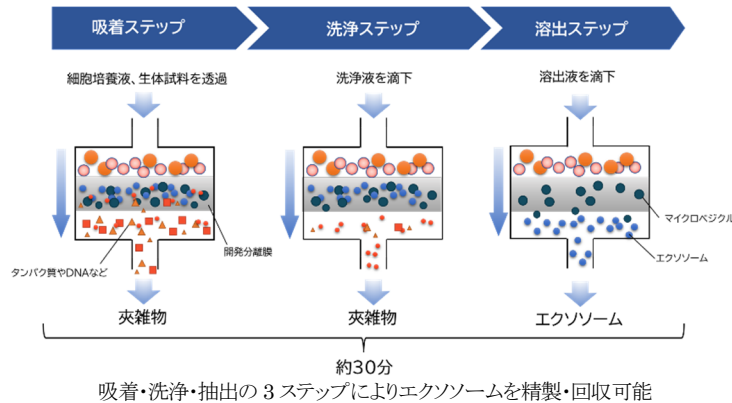 吸着ステップ
洗浄ステップ
溶出ステップ
細胞培養液、生体試料を透過
洗浄液を滴下
溶出液を滴下
マイクロベジクル
開発分離膜
エクソソーム
タンパク質やDNAなど
夾雑物
夾雑物
エクソソーム
約30分
吸着・洗浄・抽出の3ステップによりエクソソームを精製・回収可能